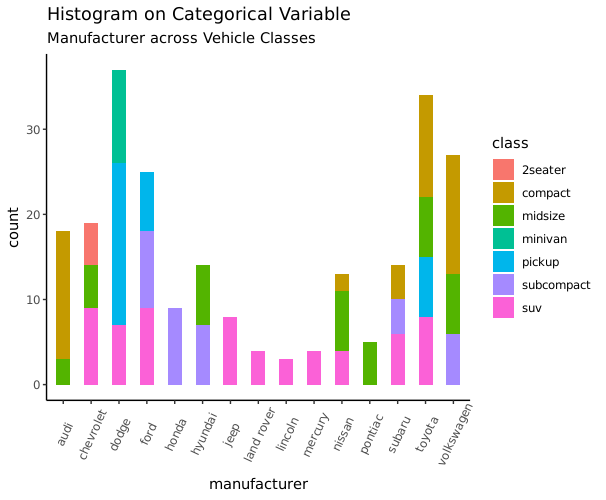 Histogram on Categorical Variable
Manufacturer across Vehicle Classes
count
30
20
10
0
audi
chevrolet
dodge
ford
honda
hyundai
jeep
land rover
lincoln
mercury
nissan
pontiac
subaru
toyota
volkswagen
manufacturer
class
2seater
compact
midsize
minivan
pickup
subcompact
suv